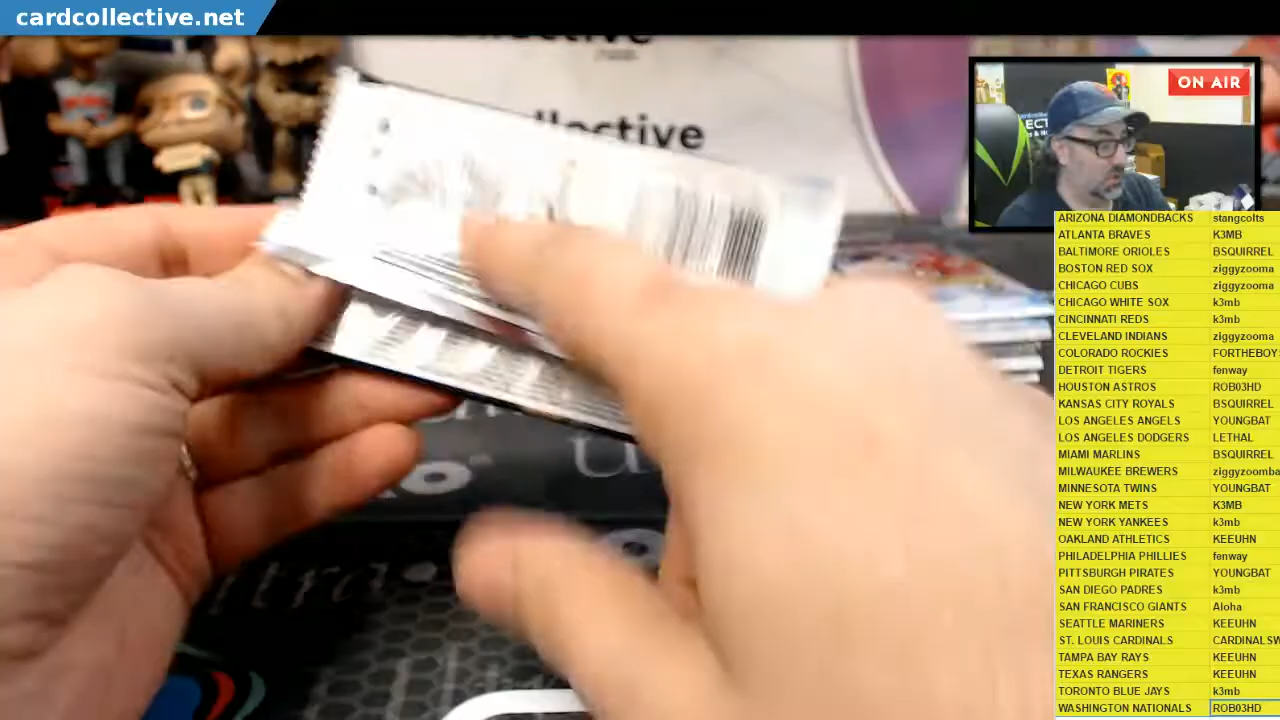 cardcollective.net
ollective
ollective
ON AIR
ARIZONA DIAMONDBACKS stangcolts
ATLANTA BRAVES K3MB
BALTIMORE ORIOLES BSQUIRREL
BOSTON RED SOX ziggyzooma
CHICAGO CUBS ziggyzooma
CHICAGO WHITE SOX k3mb
CINCINNATI REDS k3mb
CLEVELAND INDIANS ziggyzooma
COLORADO ROCKIES FORTHEBOY
DETROIT TIGERS fenway
HOUSTON ASTROS ROB03HD
KANSAS CITY ROYALS BSQUIRREL
LOS ANGELES ANGELS YOUNGBAT
LOS ANGELES DODGERS LETHAL
MIAMI MARLINS BSQUIRREL
MILWAUKEE BREWERS ziggyzoomba
MINNESOTA TWINS YOUNGBAT
NEW YORK METS K3MB
NEW YORK YANKEES k3mb
OAKLAND ATHLETICS KEEUHN
PHILADELPHIA PHILLIES fenway
PITTSBURGH PIRATES YOUNGBAT
SAN DIEGO PADRES k3mb
SAN FRANCISCO GIANTS Aloha
SEATTLE MARINERS KEEUHN
ST. LOUIS CARDINALS CARDINALSW
TAMPA BAY RAYS KEEUHN
TEXAS RANGERS KEEUHN
TORONTO BLUE JAYS k3mb
WASHINGTON NATIONALS ROB03HD